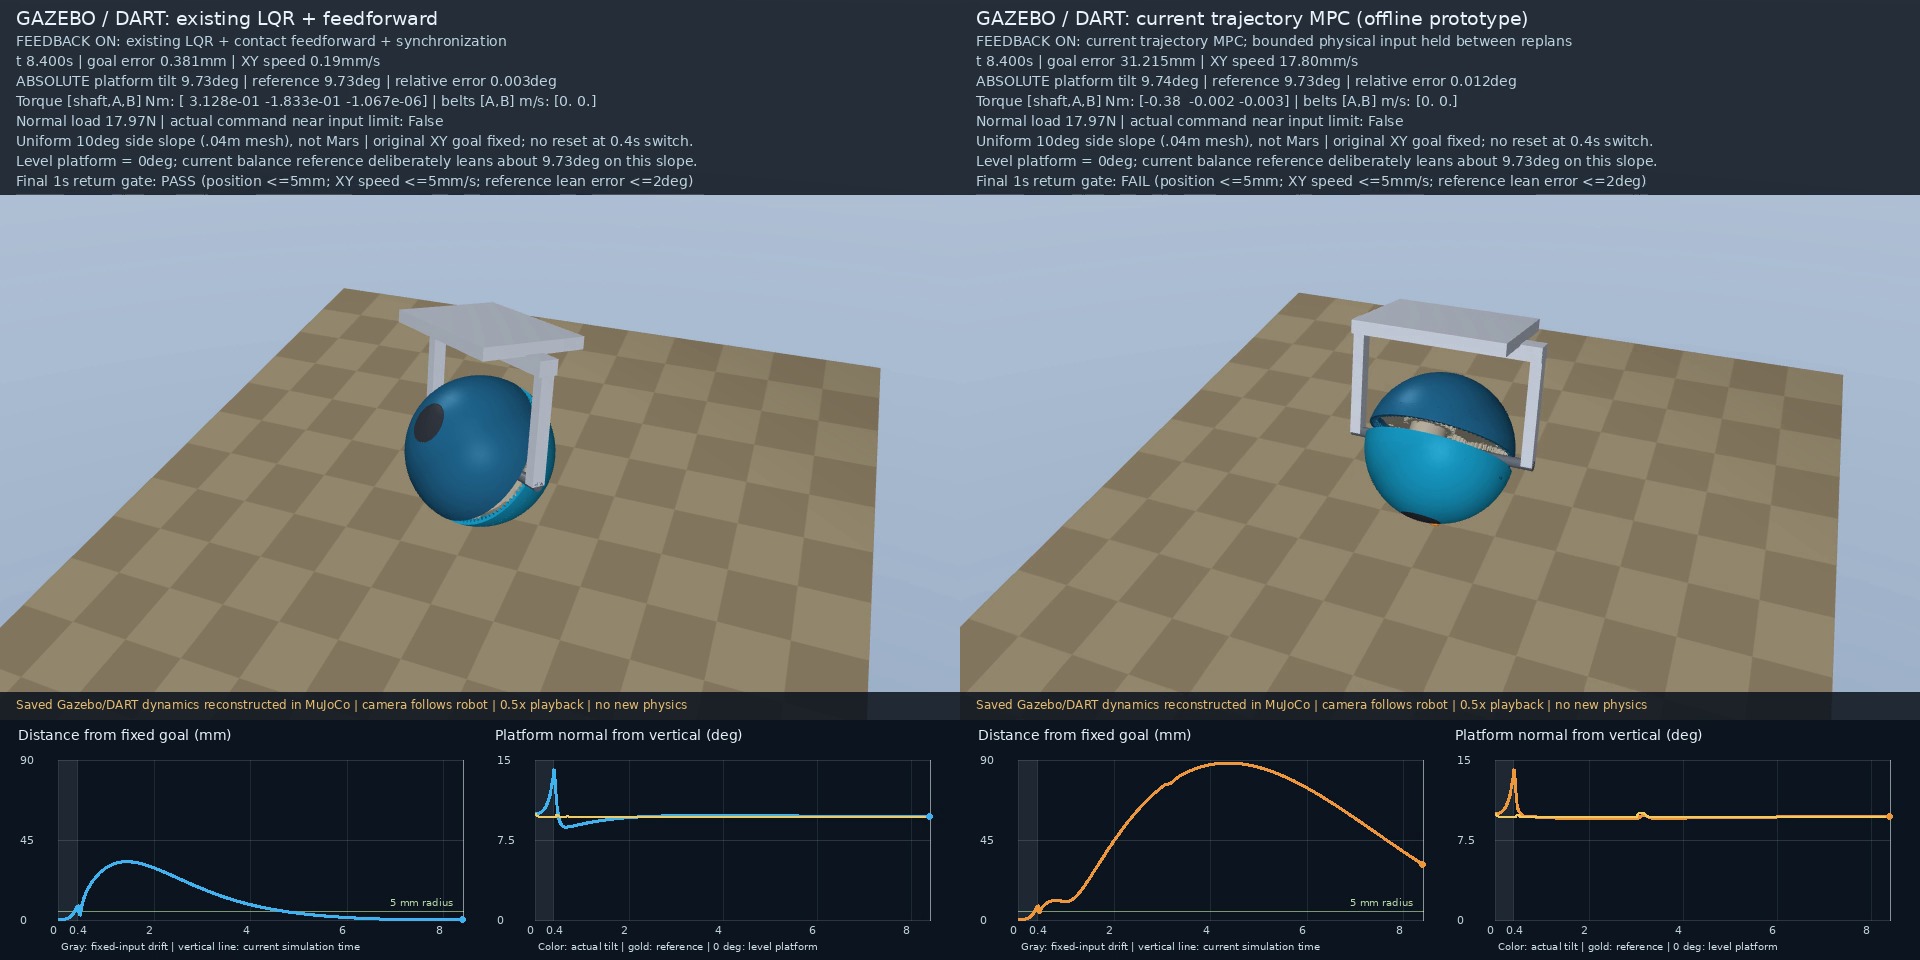 GAZEBO / DART: existing LQR + feedforward
FEEDBACK ON: existing LQR + contact feedforward + synchronization
t 8.400s | goal error 0.381mm | XY speed 0.19mm/s
ABSOLUTE platform tilt 9.73deg | reference 9.73deg | relative error 0.003deg
Torque [shaft,A,B] Nm: [ 3.128e-01 -1.833e-01 -1.067e-06] | belts [A,B] m/s: [0. 0.]
Normal load 17.97N | actual command near input limit: False
Uniform 10deg side slope (.04m mesh), not Mars | original XY goal fixed; no reset at 0.4s switch.
Level platform = 0deg; current balance reference deliberately leans about 9.73deg on this slope.
Final 1s return gate: PASS (position <=5mm; XY speed <=5mm/s; reference lean error <=2deg)
GAZEBO / DART: current trajectory MPC (offline prototype)
FEEDBACK ON: current trajectory MPC; bounded physical input held between replans
t 8.400s | goal error 31.215mm | XY speed 17.80mm/s
ABSOLUTE platform tilt 9.74deg | reference 9.73deg | relative error 0.012deg
Torque [shaft,A,B] Nm: [-0.38  -0.002 -0.003] | belts [A,B] m/s: [0. 0.]
Normal load 17.97N | actual command near input limit: False
Uniform 10deg side slope (.04m mesh), not Mars | original XY goal fixed; no reset at 0.4s switch.
Level platform = 0deg; current balance reference deliberately leans about 9.73deg on this slope.
Final 1s return gate: FAIL (position <=5mm; XY speed <=5mm/s; reference lean error <=2deg)
Saved Gazebo/DART dynamics reconstructed in MuJoCo | camera follows robot | 0.5x playback | no new physics
Saved Gazebo/DART dynamics reconstructed in MuJoCo | camera follows robot | 0.5x playback | no new physics
Distance from fixed goal (mm)
90
45
0
5 mm radius
0 0.4 2 4 6 8
Gray: fixed-input drift | vertical line: current simulation time
Platform normal from vertical (deg)
15
7.5
0
0 0.4 2 4 6 8
Color: actual tilt | gold: reference | 0 deg: level platform
Distance from fixed goal (mm)
90
45
0
5 mm radius
0 0.4 2 4 6 8
Gray: fixed-input drift | vertical line: current simulation time
Platform normal from vertical (deg)
15
7.5
0
0 0.4 2 4 6 8
Color: actual tilt | gold: reference | 0 deg: level platform